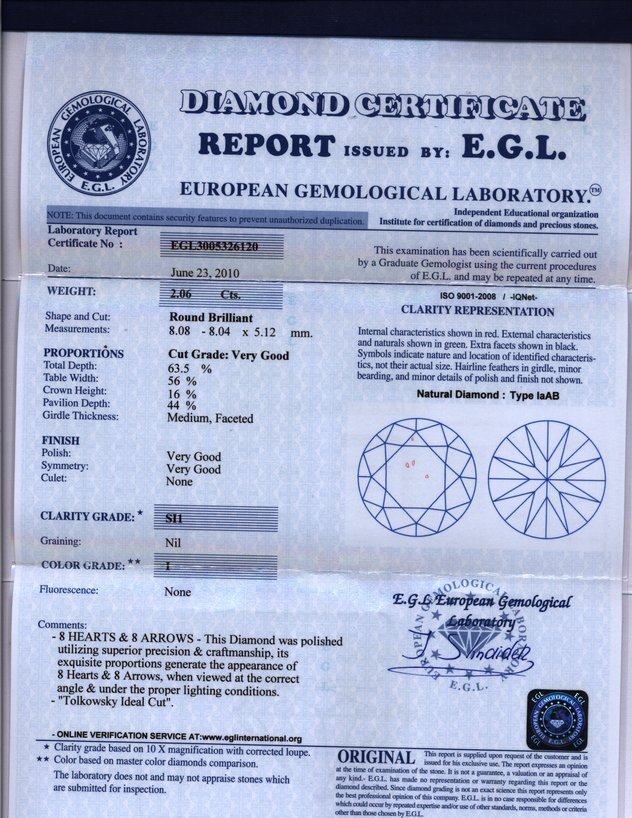 EUROPEAN GEMOLOGICAL LABORATORY
E.G.L.
DIAMOND CERTIFICATE
REPORT ISSUED BY: E.G.L.
EUROPEAN GEMOLOGICAL LABORATORY.™
NOTE: This document contains security features to prevent unauthorized duplication.
Independent Educational organization
Institute for certification of diamonds and precious stones.
Laboratory Report
Certificate No : EGL3005326120
Date: June 23, 2010
This examination has been scientifically carried out
by a Graduate Gemologist using the current procedures
of E.G.L. and may be repeated at any time.
WEIGHT: 2.06 Cts.
Shape and Cut: Round Brilliant
Measurements: 8.08 - 8.04 x 5.12 mm.
PROPORTIONS Cut Grade: Very Good
Total Depth: 63.5 %
Table Width: 56 %
Crown Height: 16 %
Pavilion Depth: 44 %
Girdle Thickness: Medium, Faceted
FINISH
Polish: Very Good
Symmetry: Very Good
Culet: None
CLARITY GRADE: * SI1
Graining: Nil
COLOR GRADE: ** I
Fluorescence: None
ISO 9001-2008 / -IQNet-
CLARITY REPRESENTATION
Internal characteristics shown in red. External characteristics
and naturals shown in green. Extra facets shown in black.
Symbols indicate nature and location of identified characteris-
tics, not their actual size. Hairline feathers in girdle, minor
bearding, and minor details of polish and finish not shown.
Natural Diamond : Type IaAB
Comments:
- 8 HEARTS & 8 ARROWS - This Diamond was polished
utilizing superior precision & craftmanship, its
exquisite proportions generate the appearance of
8 Hearts & 8 Arrows, when viewed at the correct
angle & under the proper lighting conditions.
- "Tolkowsky Ideal Cut".
E.G.L European Gemological
Laboratory
EUROPEAN GEMOLOGICAL LABORATORY
E.G.L.
EGL
EGL
E.G.L.
- ONLINE VERIFICATION SERVICE AT:www.eglinternational.org
* Clarity grade based on 10 X magnification with corrected loupe.
** Color based on master color diamonds comparison.
The laboratory does not and may not appraise stones which
are submitted for inspection.
ORIGINAL This report is supplied upon request of the customer and is
issued for his exclusive use. The report expresses an opinion
at the time of examination of the stone. It is not a guarantee, a valuation or an appraisal of
any kind.- E.G.L. has made no representation or warranty regarding this report or the
diamond described. Since diamond grading is not an exact science this report represents only
the best professional opinion of this company. E.G.L. is in no case responsible for differences
which could occur by repeated expertise and/or use of other standards, norms, methods or criteria
other than those chosen by E.G.L.